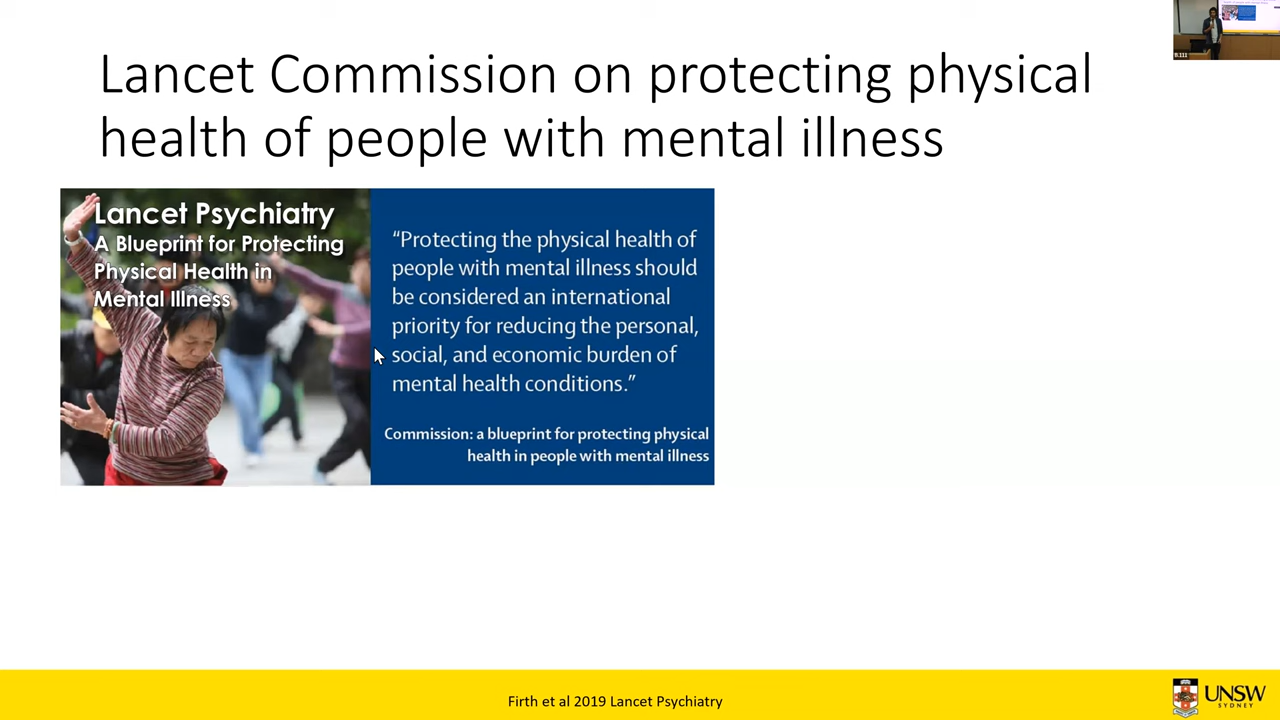 Lancet Commission on protecting physical
health of people with mental illness
Lancet Psychiatry
A Blueprint for Protecting
Physical Health in
Mental Illness
“Protecting the physical health of
people with mental illness should
be considered an international
priority for reducing the personal,
social, and economic burden of
mental health conditions.”
Commission: a blueprint for protecting physical
health in people with mental illness
Firth et al 2019 Lancet Psychiatry
UNSW
SYDNEY